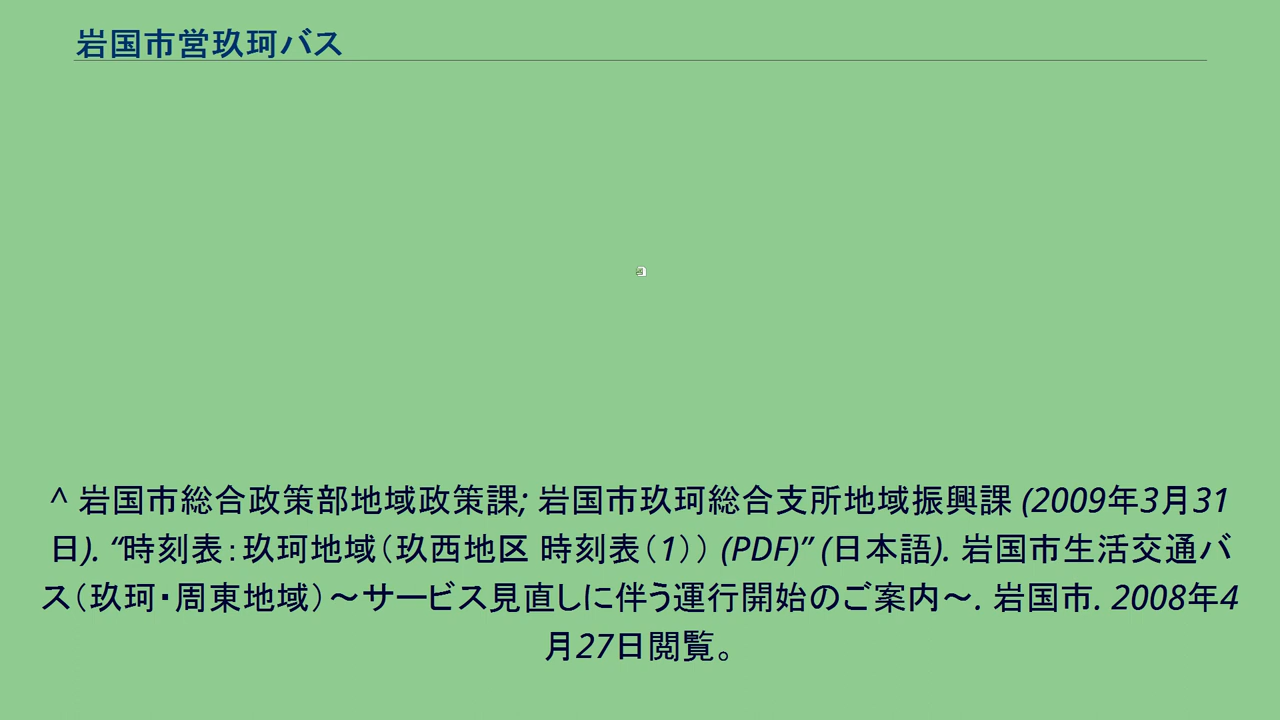 岩国市営玖珂バス
^ 岩国市総合政策部地域政策課; 岩国市玖珂総合支所地域振興課 (2009年3月31
日). “時刻表：玖珂地域（玖西地区 時刻表（1）） (PDF)” (日本語). 岩国市生活交通バ
ス（玖珂・周東地域）〜サービス見直しに伴う運行開始のご案内〜. 岩国市. 2008年4
月27日閲覧。